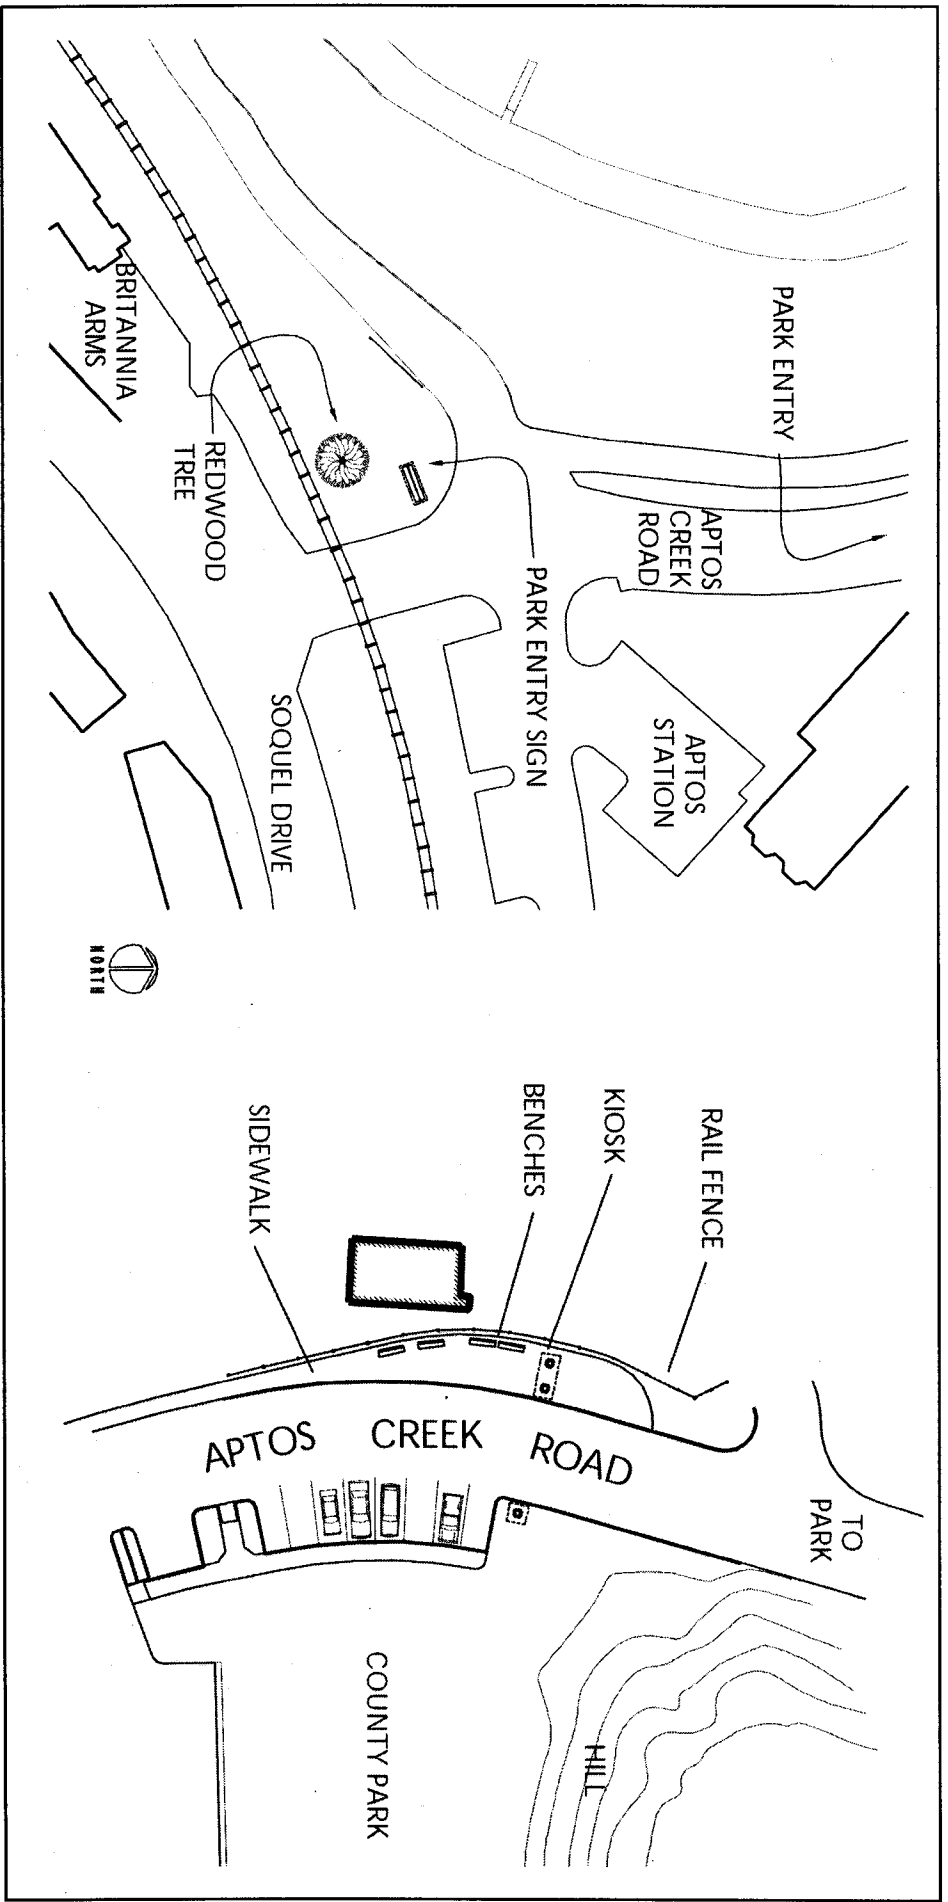 PARK ENTRY
APTOS
CREEK
ROAD
APTOS
STATION
PARK ENTRY SIGN
BRITANNIA
ARMS
REDWOOD
TREE
SOQUEL DRIVE
NORTH
TO
PARK
RAIL FENCE
KIOSK
BENCHES
SIDEWALK
APTOS CREEK ROAD
HILL
COUNTY PARK